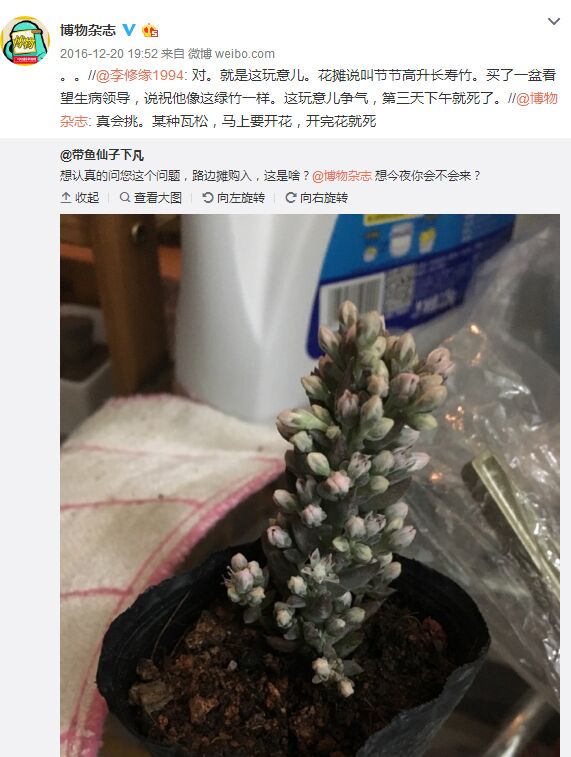 博物杂志
2016-12-20 19:52 来自 微博 weibo.com
。。//@李修缘1994: 对。就是这玩意儿。花摊说叫节节高升长寿竹。买了一盆看
望生病领导，说祝他像这绿竹一样。这玩意儿争气，第三天下午就死了。//@博物
杂志: 真会挑。某种瓦松，马上要开花，开完花就死
@带鱼仙子下凡
想认真的问您这个问题，路边摊购入，这是啥？@博物杂志 想今夜你会不会来？
收起 查看大图 向左旋转 向右旋转